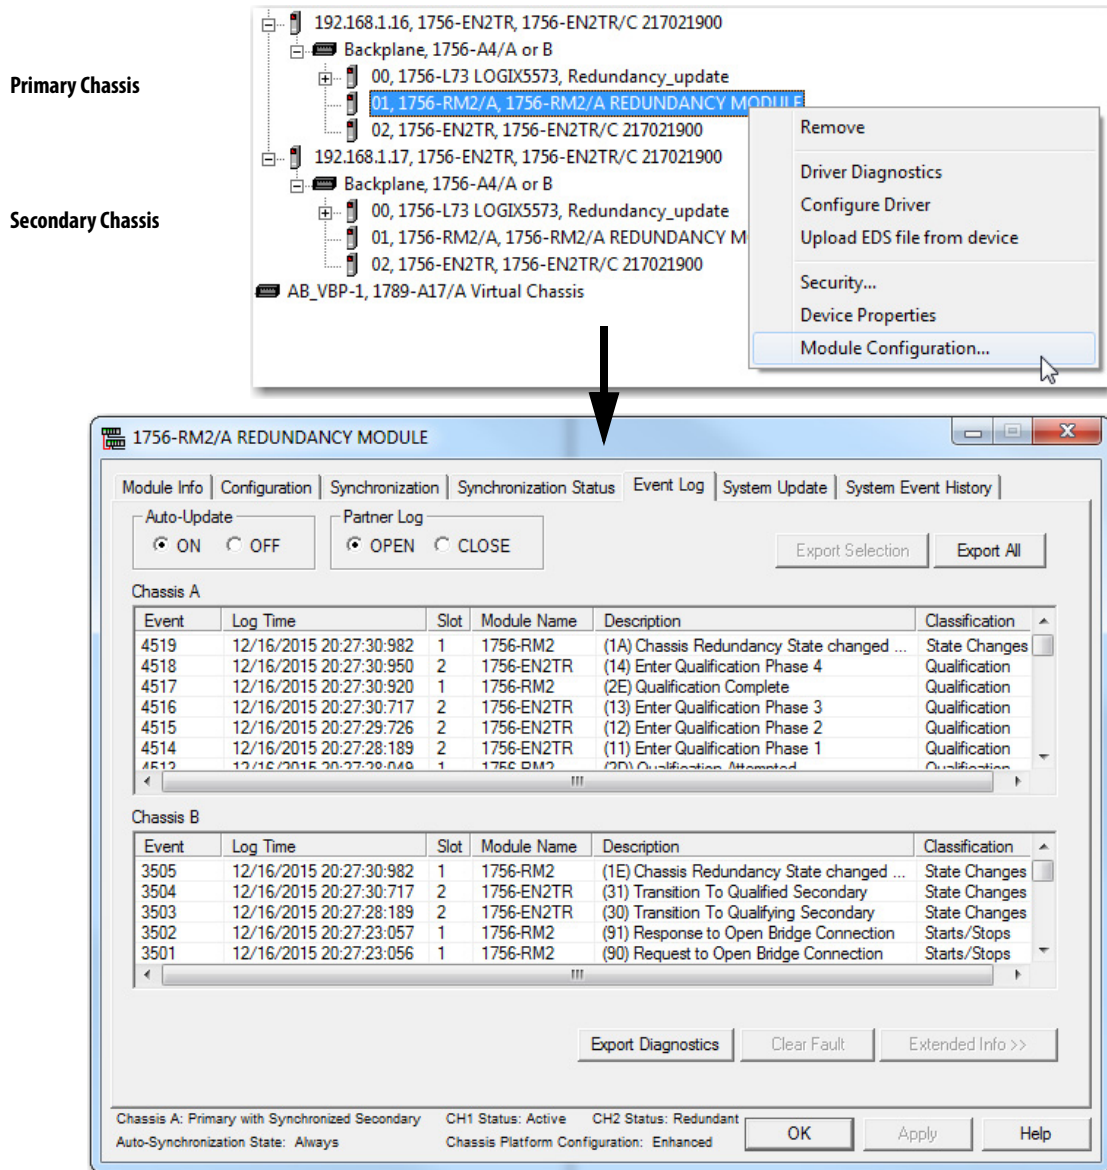 192.168.1.16, 1756-EN2TR, 1756-EN2TR/C 217021900
Backplane, 1756-A4/A or B
Primary Chassis
00, 1756-L73 LOGIX5573, Redundancy_update
01, 1756-RM2/A, 1756-RM2/A REDUNDANCY MODULE
02, 1756-EN2TR, 1756-EN2TR/C 217021900
192.168.1.17, 1756-EN2TR, 1756-EN2TR/C 217021900
Backplane, 1756-A4/A or B
Secondary Chassis
00, 1756-L73 LOGIX5573, Redundancy_update
01, 1756-RM2/A, 1756-RM2/A REDUNDANCY M
02, 1756-EN2TR, 1756-EN2TR/C 217021900
AB_VBP-1, 1789-A17/A Virtual Chassis
Remove
Driver Diagnostics
Configure Driver
Upload EDS file from device
Security...
Device Properties
Module Configuration...
1756-RM2/A REDUNDANCY MODULE
Module Info Configuration Synchronization Synchronization Status Event Log System Update System Event History
Auto-Update Partner Log
ON OFF OPEN CLOSE Export Selection Export All
Chassis A
Event Log Time Slot Module Name Description Classification
4519 12/16/2015 20:27:30:982 1 1756-RM2 (1A) Chassis Redundancy State changed ... State Changes
4518 12/16/2015 20:27:30:950 2 1756-EN2TR (14) Enter Qualification Phase 4 Qualification
4517 12/16/2015 20:27:30:920 1 1756-RM2 (2E) Qualification Complete Qualification
4516 12/16/2015 20:27:30:717 2 1756-EN2TR (13) Enter Qualification Phase 3 Qualification
4515 12/16/2015 20:27:29:726 2 1756-EN2TR (12) Enter Qualification Phase 2 Qualification
4514 12/16/2015 20:27:28:189 2 1756-EN2TR (11) Enter Qualification Phase 1 Qualification
4513 12/16/2015 20:27:28:049 1 1756-RM2 (2D) Qualification Attempted Qualification
Chassis B
Event Log Time Slot Module Name Description Classification
3505 12/16/2015 20:27:30:982 1 1756-RM2 (1E) Chassis Redundancy State changed ... State Changes
3504 12/16/2015 20:27:30:717 2 1756-EN2TR (31) Transition To Qualified Secondary State Changes
3503 12/16/2015 20:27:28:189 2 1756-EN2TR (30) Transition To Qualifying Secondary State Changes
3502 12/16/2015 20:27:23:057 1 1756-RM2 (91) Response to Open Bridge Connection Starts/Stops
3501 12/16/2015 20:27:23:056 1 1756-RM2 (90) Request to Open Bridge Connection Starts/Stops
Export Diagnostics Clear Fault Extended Info >>
Chassis A: Primary with Synchronized Secondary CH1 Status: Active CH2 Status: Redundant
Auto-Synchronization State: Always Chassis Platform Configuration: Enhanced
OK Apply Help